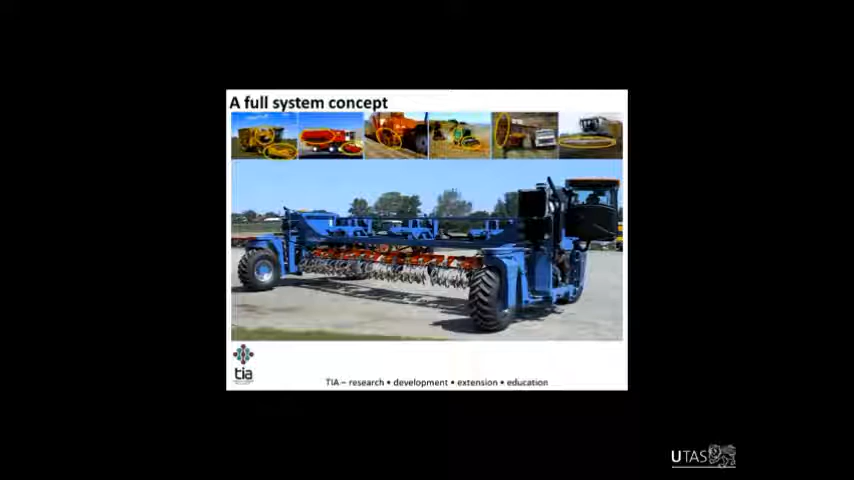 A full system concept
tia
TIA – research • development • extension • education
UTAS